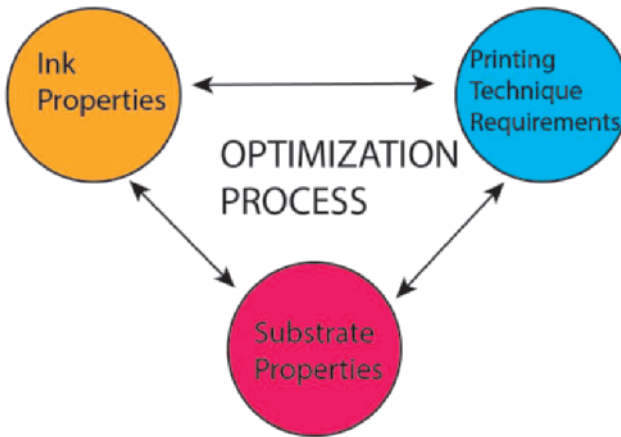 Ink
Properties
Printing
Technique
Requirements
OPTIMIZATION
PROCESS
Substrate
Properties